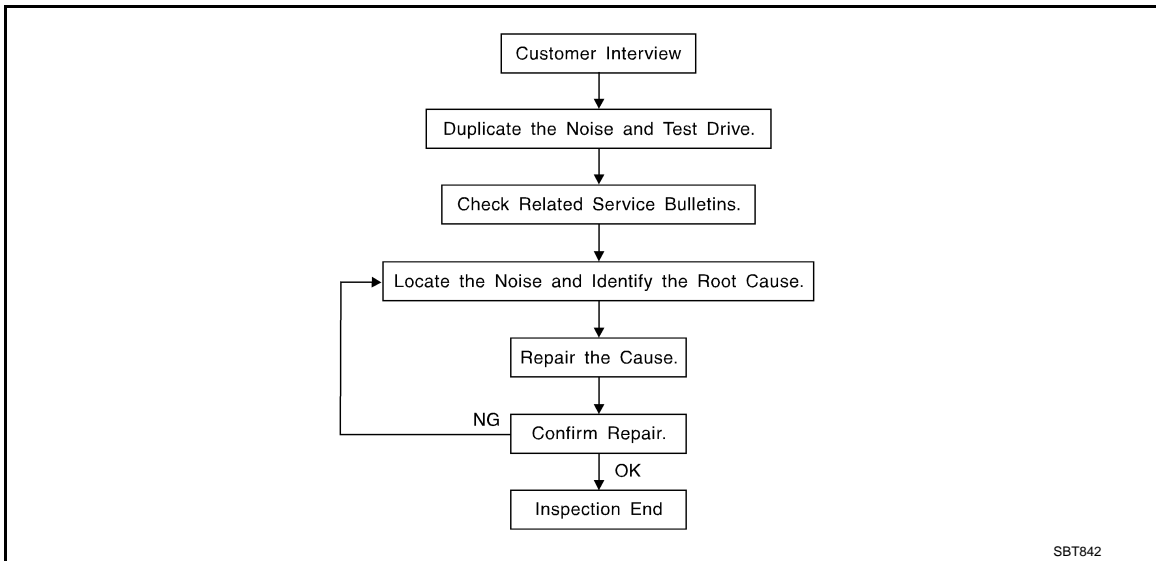 Customer Interview
Duplicate the Noise and Test Drive.
Check Related Service Bulletins.
Locate the Noise and Identify the Root Cause.
Repair the Cause.
NG
Confirm Repair.
OK
Inspection End
SBT842